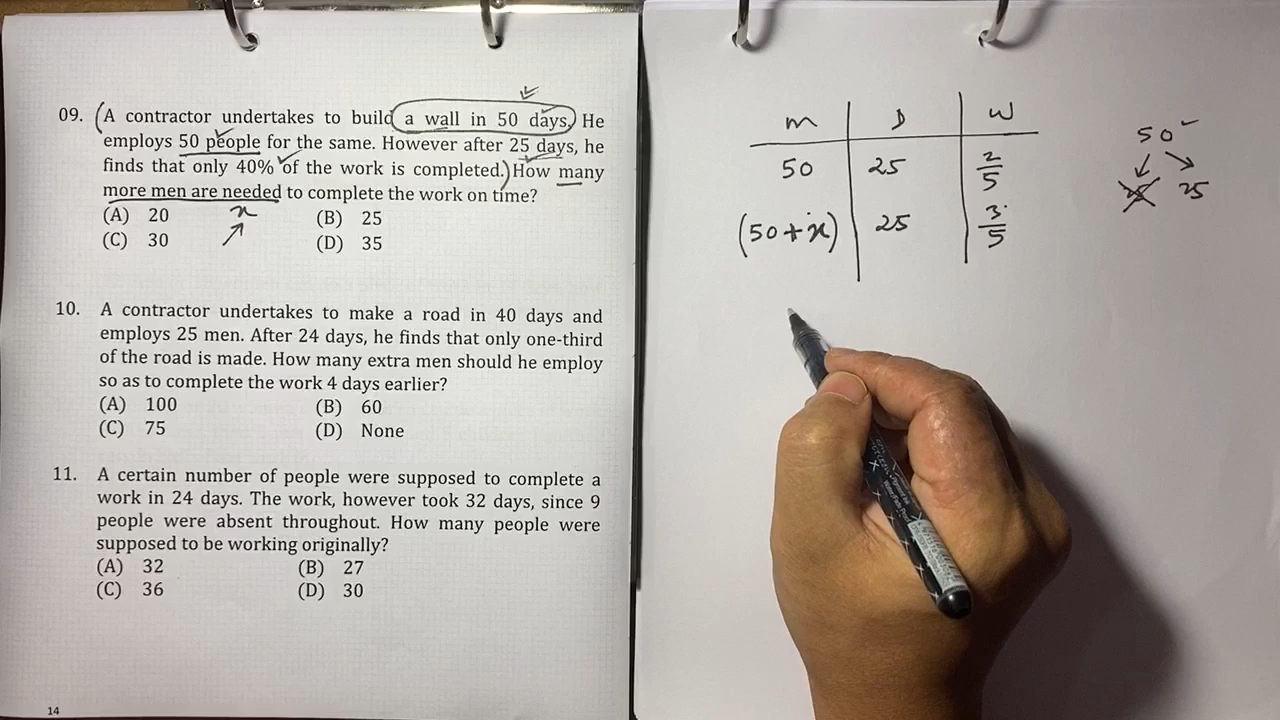 09. A contractor undertakes to build a wall in 50 days. He
employs 50 people for the same. However after 25 days, he
finds that only 40% of the work is completed. How many
more men are needed to complete the work on time?
(A) 20 (B) 25
x
(C) 30 (D) 35
10. A contractor undertakes to make a road in 40 days and
employs 25 men. After 24 days, he finds that only one-third
of the road is made. How many extra men should he employ
so as to complete the work 4 days earlier?
(A) 100 (B) 60
(C) 75 (D) None
11. A certain number of people were supposed to complete a
work in 24 days. The work, however took 32 days, since 9
people were absent throughout. How many people were
supposed to be working originally?
(A) 32 (B) 27
(C) 36 (D) 30
14
m D W
50 25 2/5
(50+x) 25 3/5
50
25